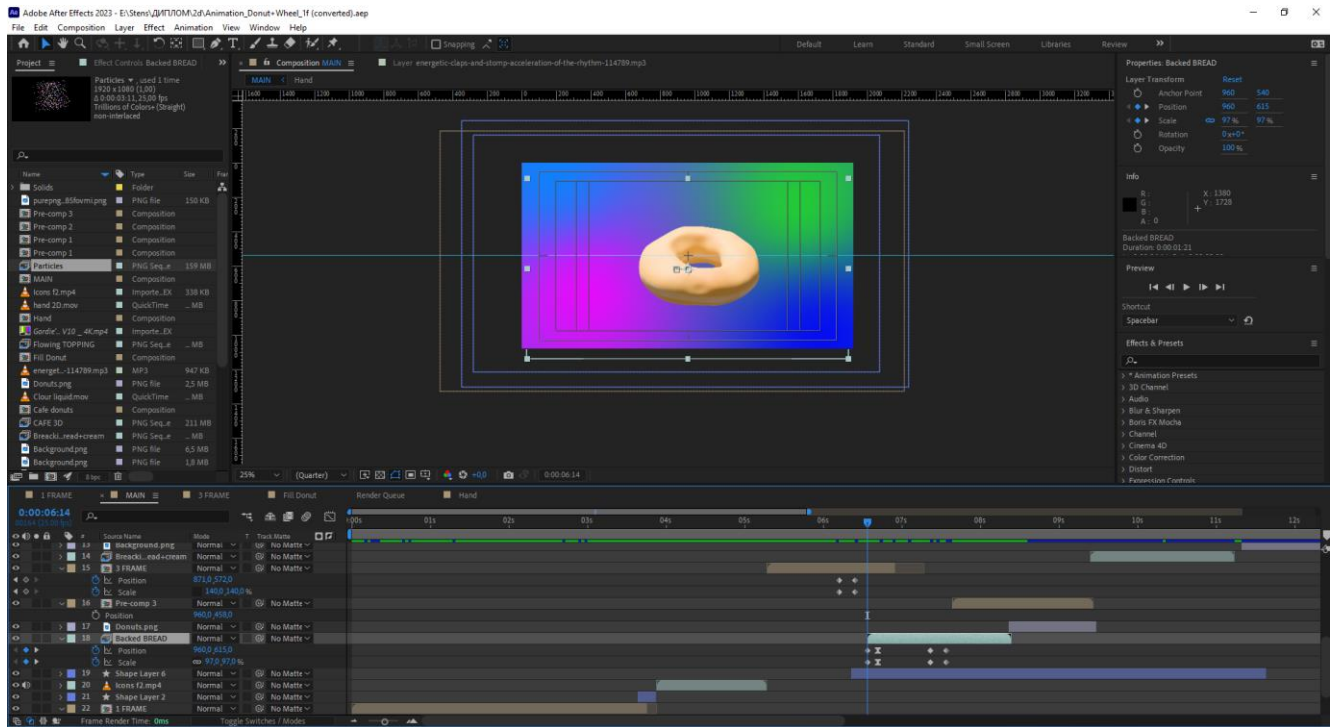 Adobe After Effects 2023 - E:\Stens\ДИПЛОМ\2d\Animation_Donut+Wheel_1f (converted).aep
File Edit Composition Layer Effect Animation View Window Help
Snapping Default Learn Standard Small Screen Libraries Review
Project Effect Controls Backed BREAD Composition MAIN Layer energetic-claps-and-stomp-acceleration-of-the-rhythm-114789.mp3 Properties: Backed BREAD
MAIN Hand
Particles , used 1 time
1920 x 1080 (1,00)
Δ 0:00:03:11, 25,00 fps
Trillions of Colors+ (Straight)
non-interlaced
Layer Transform Reset
Anchor Point 960 540
Position 960 615
Scale 97 % 97 %
Rotation 0 x+0°
Opacity 100 %
Name Type Size
Solids Folder
purepng...85fovmi.png PNG file 150 KB
Pre-comp 3 Composition
Pre-comp 2 Composition
Pre-comp 1 Composition
Pre-comp 1 Composition
Particles PNG Seq...e 159 MB
MAIN Composition
Icons f2.mp4 Importe...EX 338 KB
hand 2D.mov QuickTime ... MB
Hand Composition
Gordie'... V10 _ 4K.mp4 Importe...EX
Flowing TOPPING PNG Seq...e ... MB
Fill Donut Composition
energet...-114789.mp3 MP3 947 KB
Donuts.png PNG file 2,5 MB
Clour liquid.mov QuickTime ... MB
Cafe donuts Composition
CAFE 3D PNG Seq...e 211 MB
Breacki...read+cream PNG Seq...e ... MB
Background.png PNG file 6,5 MB
Background.png PNG file 1,8 MB
8 bpc
Info
R : X : 1380
G : Y : 1728
B :
A : 0
Backed BREAD
Duration: 0:00:01:21
Preview
Shortcut
Spacebar
Effects & Presets
* Animation Presets
3D Channel
Audio
Blur & Sharpen
Boris FX Mocha
Channel
Cinema 4D
Color Correction
Distort
Expression Controls
25% (Quarter) +0,0 0:00:06:14
1 FRAME MAIN 3 FRAME Fill Donut Render Queue Hand
0:00:06:14
00164 (25.00 fps)
:00s 01s 02s 03s 04s 05s 06s 07s 08s 09s 10s 11s 12s
# Source Name Mode T Track Matte
13 Background.png Normal No Matte
14 Breacki...ead+cream Normal No Matte
15 3 FRAME Normal No Matte
Position 871,0,572,0
Scale 140,0,140,0 %
16 Pre-comp 3 Normal No Matte
Position 960,0,458,0
17 Donuts.png Normal No Matte
18 Backed BREAD Normal No Matte
Position 960,0,615,0
Scale 97,0,97,0 %
19 Shape Layer 6 Normal No Matte
20 Icons f2.mp4 Normal No Matte
21 Shape Layer 2 Normal No Matte
22 1 FRAME Normal No Matte
Frame Render Time: 0ms Toggle Switches / Modes